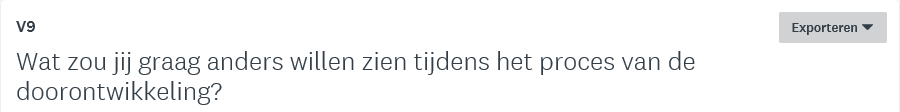 V9
Exporteren
Wat zou jij graag anders willen zien tijdens het proces van de
doorontwikkeling?